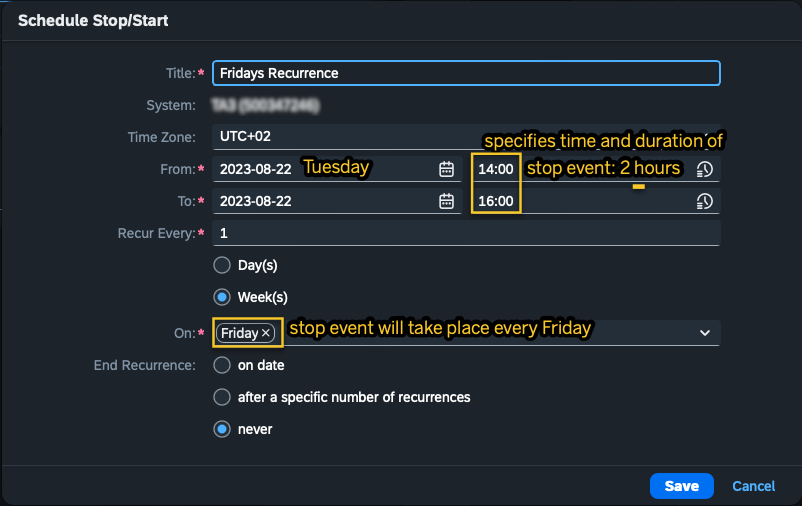 Schedule Stop/Start
Title:* Fridays Recurrence
System:
Time Zone: UTC+02
specifies time and duration of
From:* 2023-08-22 Tuesday 14:00 stop event: 2 hours
To:* 2023-08-22 16:00
Recur Every:* 1
Day(s)
Week(s)
On:* Friday × stop event will take place every Friday
End Recurrence: on date
after a specific number of recurrences
never
Save Cancel